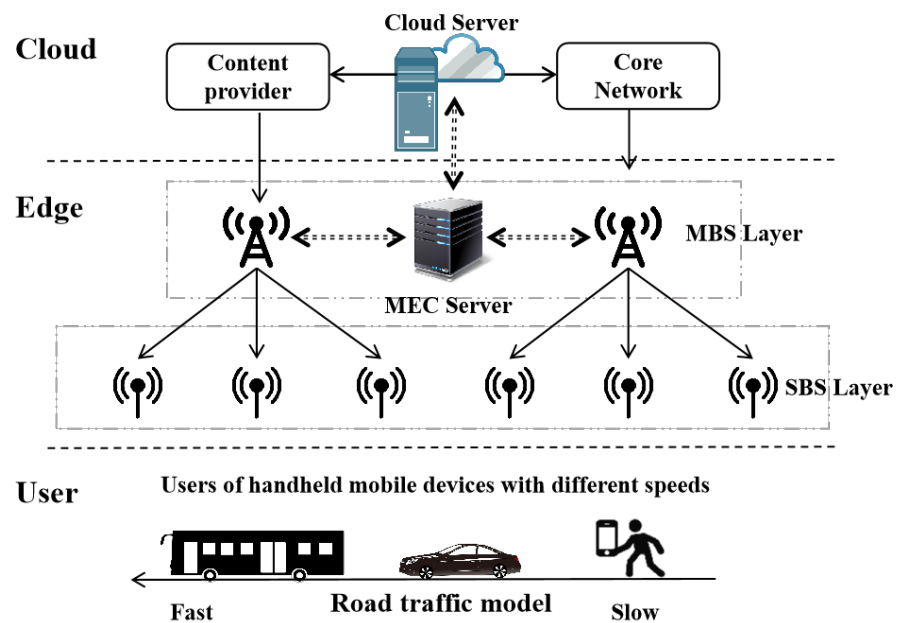 Cloud Server
Cloud
Content
provider
Core
Network
Edge
MBS Layer
MEC Server
SBS Layer
User
Users of handheld mobile devices with different speeds
Fast
Road traffic model
Slow